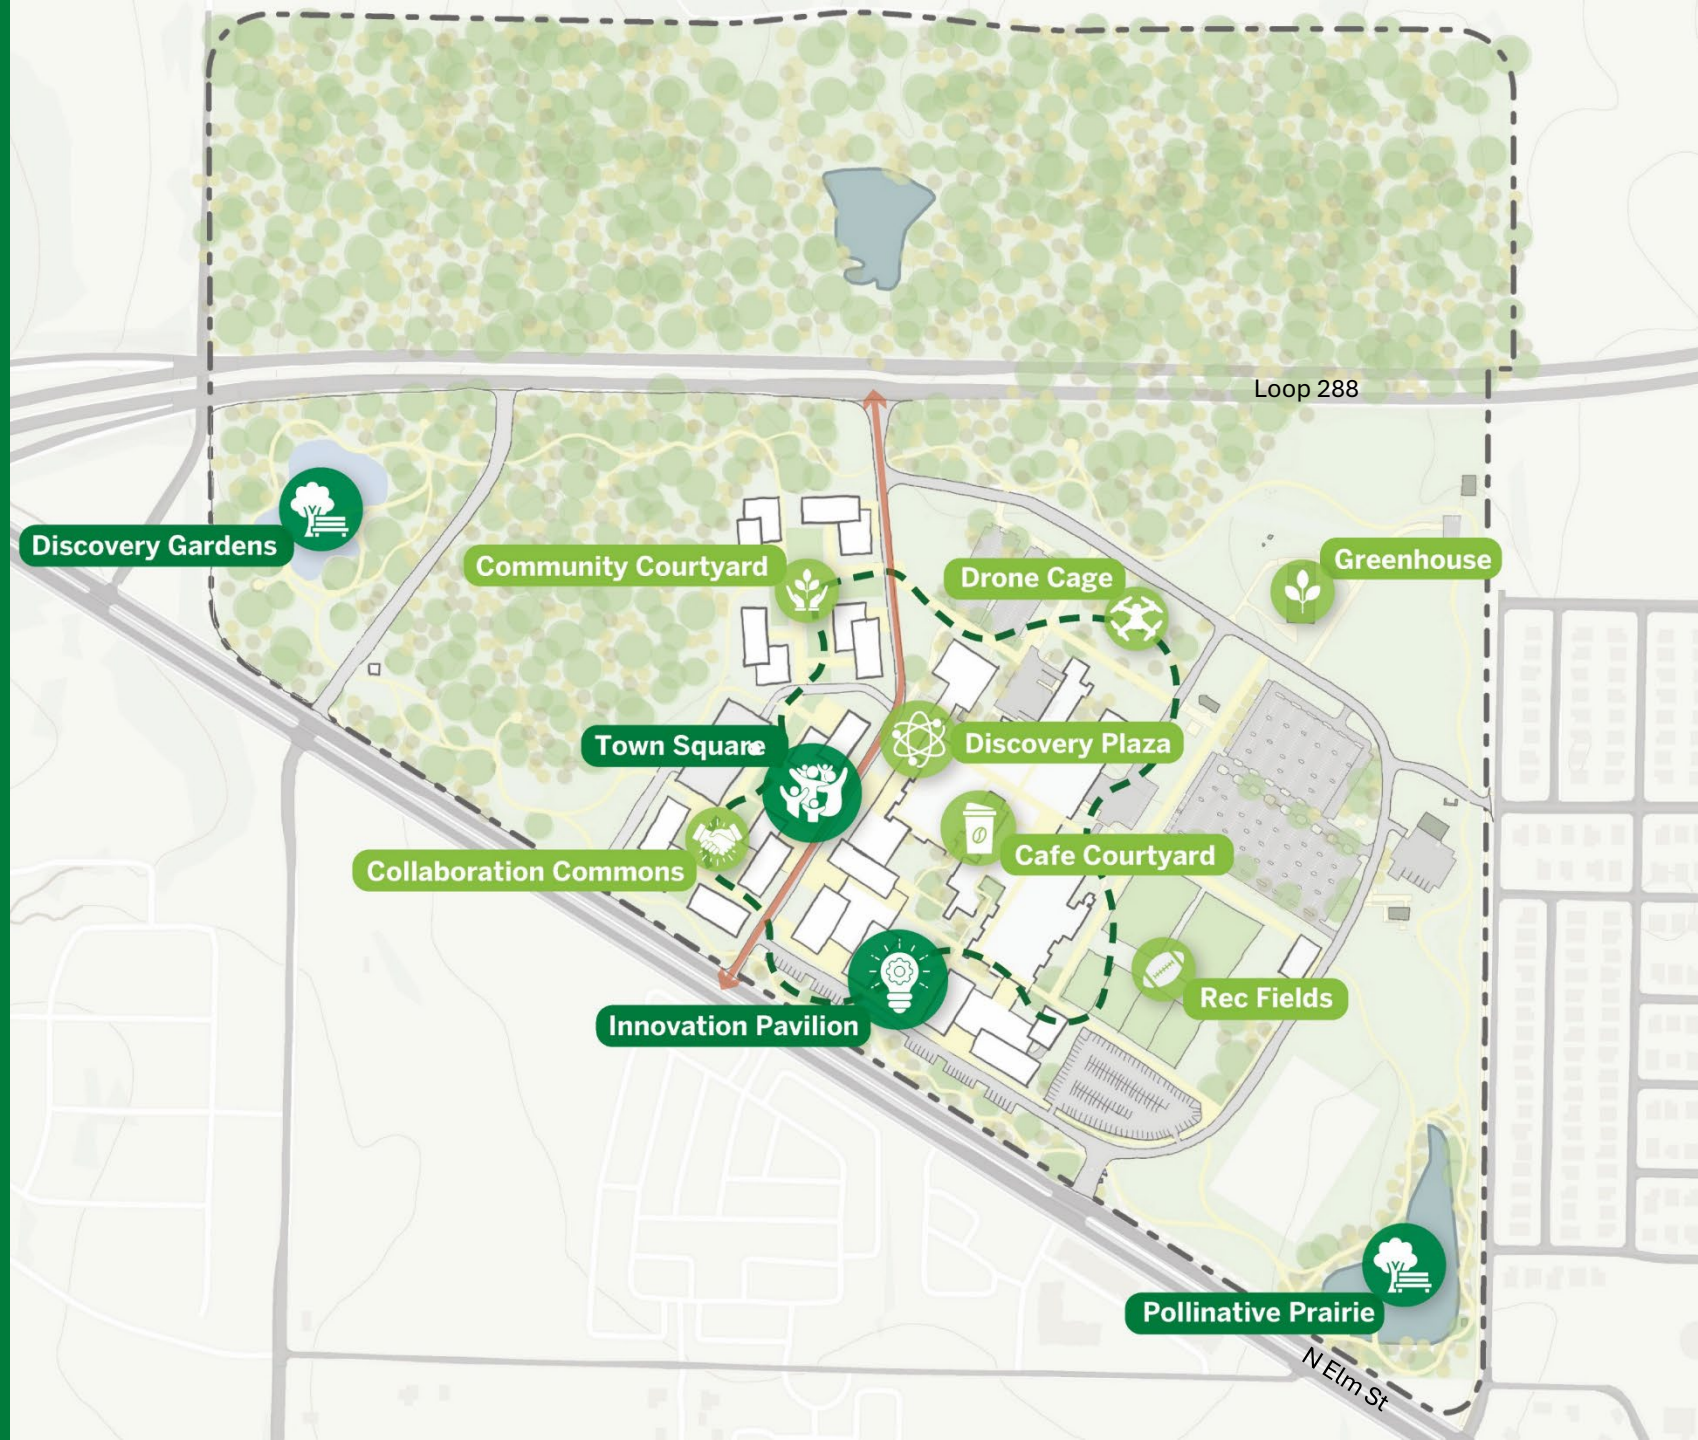 Loop 288
Discovery Gardens
Community Courtyard
Drone Cage
Greenhouse
Town Square
Discovery Plaza
Collaboration Commons
Cafe Courtyard
Rec Fields
Innovation Pavilion
Pollinative Prairie
N Elm St